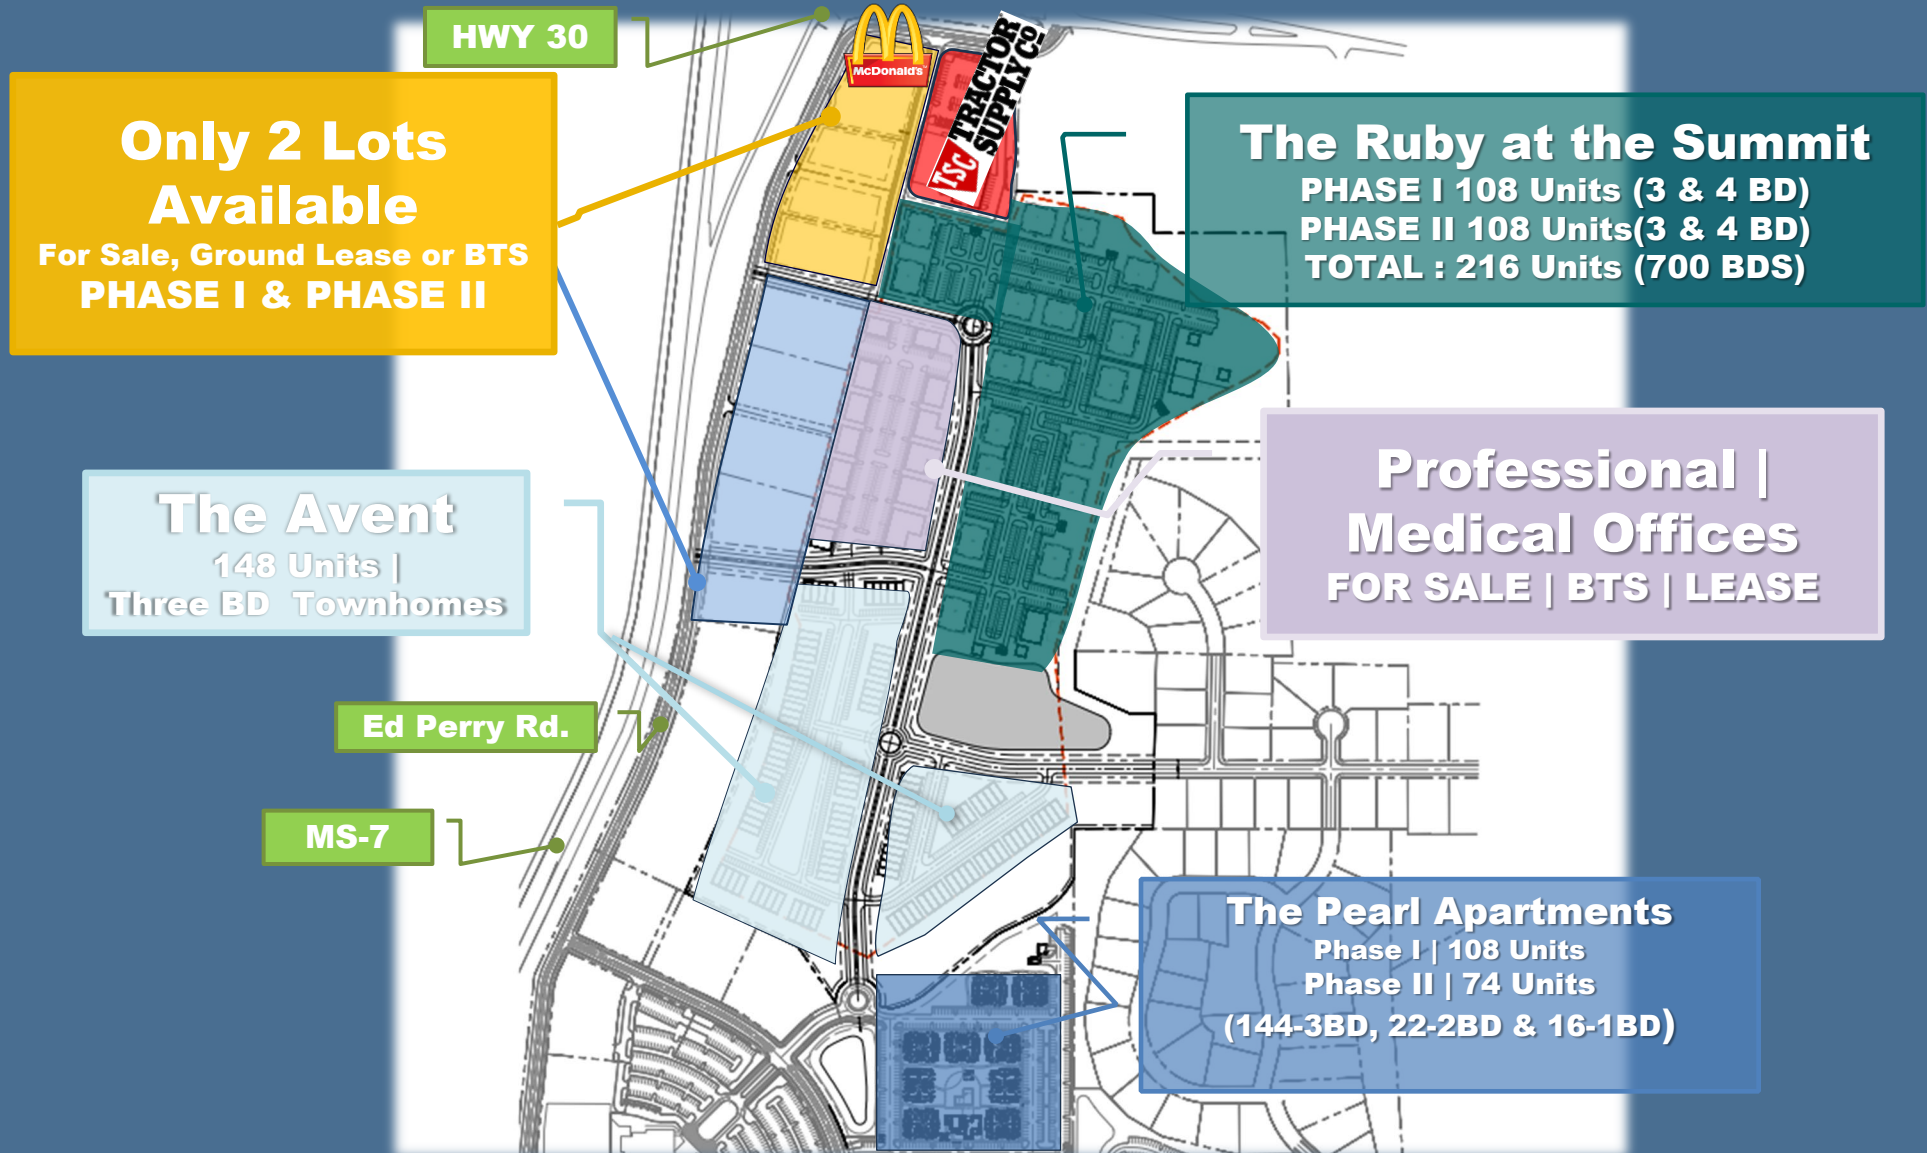 HWY 30
McDonald's
TRACTOR
SUPPLY Co
TSC
Only 2 Lots
Available
For Sale, Ground Lease or BTS
PHASE I & PHASE II
The Ruby at the Summit
PHASE I 108 Units (3 & 4 BD)
PHASE II 108 Units(3 & 4 BD)
TOTAL : 216 Units (700 BDS)
The Avent
148 Units |
Three BD Townhomes
Professional |
Medical Offices
FOR SALE | BTS | LEASE
Ed Perry Rd.
MS-7
The Pearl Apartments
Phase I | 108 Units
Phase II | 74 Units
(144-3BD, 22-2BD & 16-1BD)